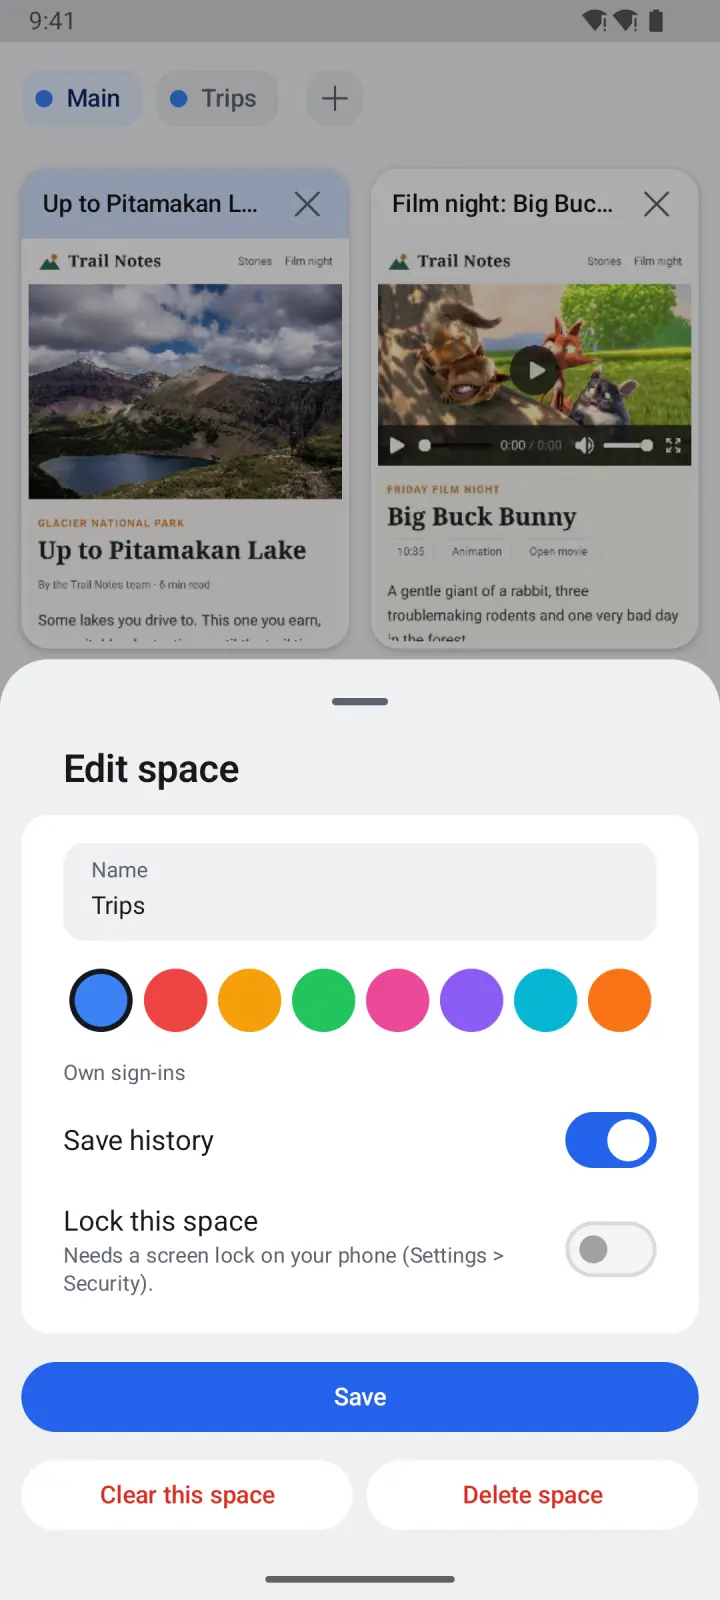 9:41
Main
Trips
Up to Pitamakan L...
Film night: Big Buc...
Trail Notes
Stories
Film night
Trail Notes
Stories
Film night
0:00 / 0:00
GLACIER NATIONAL PARK
Up to Pitamakan Lake
By the Trail Notes team · 6 min read
Some lakes you drive to. This one you earn,
FRIDAY FILM NIGHT
Big Buck Bunny
10:35
Animation
Open movie
A gentle giant of a rabbit, three
troublemaking rodents and one very bad day
in the forest
Edit space
Name
Trips
Own sign-ins
Save history
Lock this space
Needs a screen lock on your phone (Settings >
Security).
Save
Clear this space
Delete space